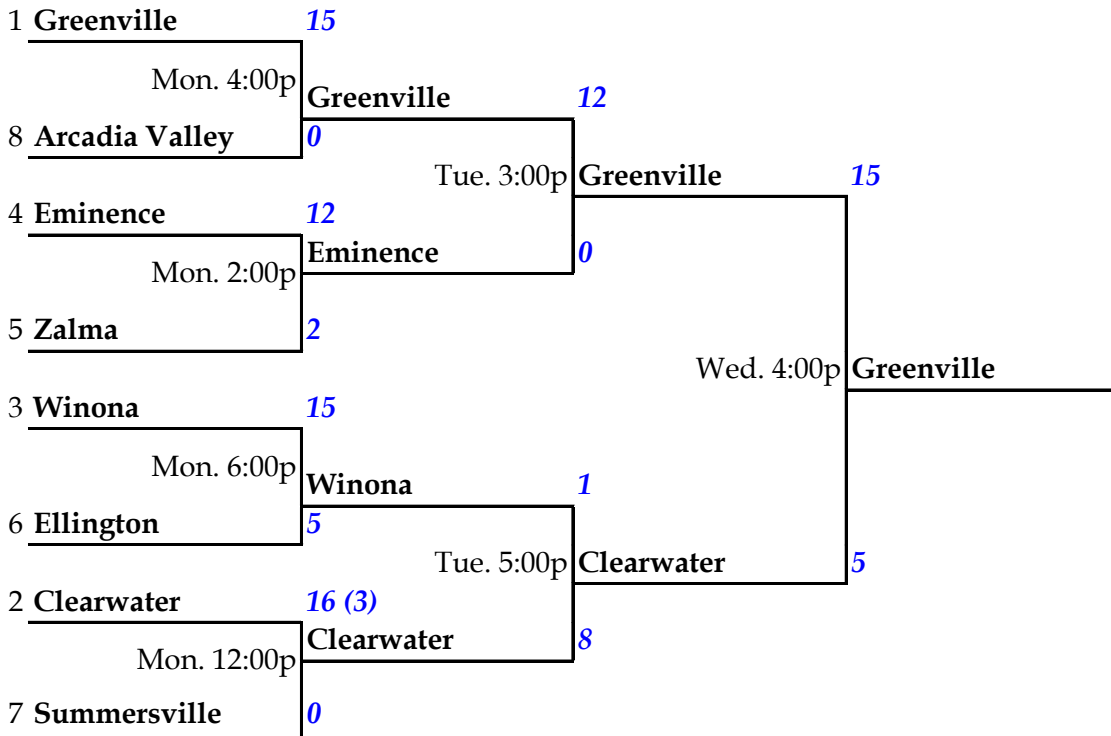 1 Greenville 15
Mon. 4:00p
Greenville 12
8 Arcadia Valley 0
Tue. 3:00p Greenville 15
4 Eminence 12
Eminence 0
Mon. 2:00p
5 Zalma 2
Wed. 4:00p Greenville
3 Winona 15
Mon. 6:00p
Winona 1
6 Ellington 5
Tue. 5:00p Clearwater 5
2 Clearwater 16 (3)
Clearwater 8
Mon. 12:00p
7 Summersville 0